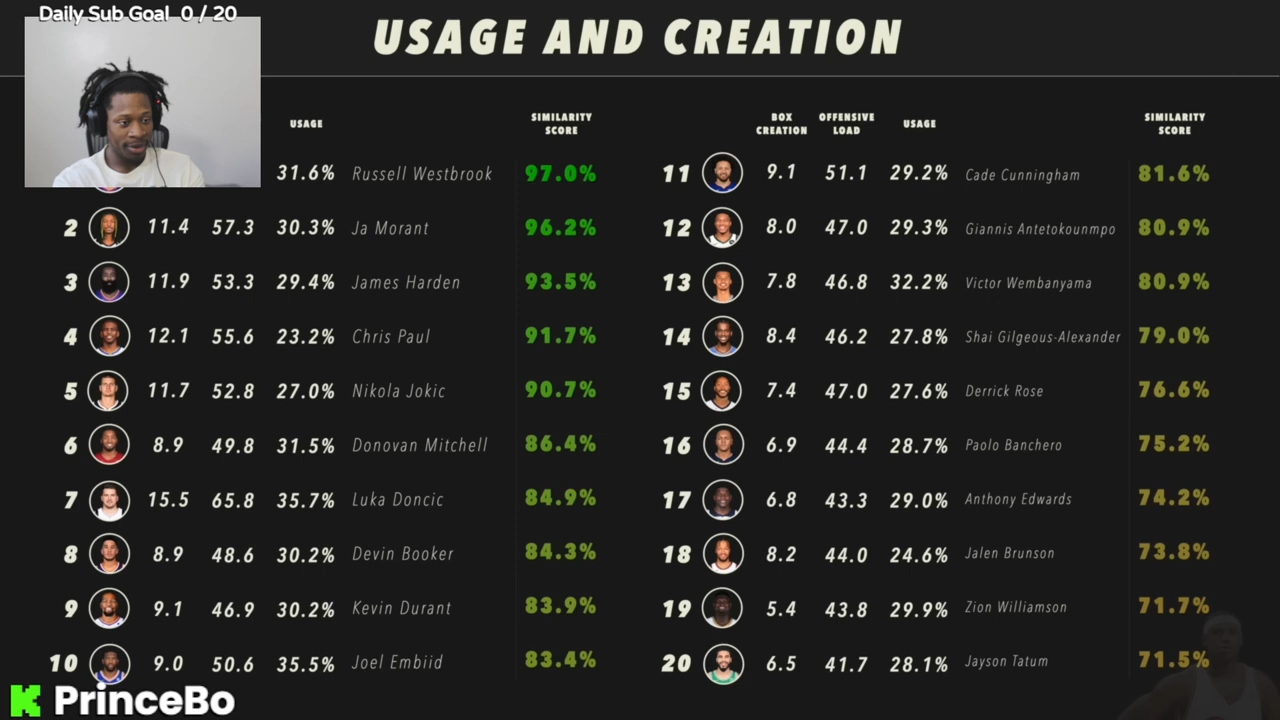 Daily Sub Goal 0 / 20
USAGE AND CREATION
USAGE SIMILARITY SCORE
BOX CREATION OFFENSIVE LOAD USAGE SIMILARITY SCORE
31.6% Russell Westbrook 97.0%
2 11.4 57.3 30.3% Ja Morant 96.2%
3 11.9 53.3 29.4% James Harden 93.5%
4 12.1 55.6 23.2% Chris Paul 91.7%
5 11.7 52.8 27.0% Nikola Jokic 90.7%
6 8.9 49.8 31.5% Donovan Mitchell 86.4%
7 15.5 65.8 35.7% Luka Doncic 84.9%
8 8.9 48.6 30.2% Devin Booker 84.3%
9 9.1 46.9 30.2% Kevin Durant 83.9%
10 9.0 50.6 35.5% Joel Embiid 83.4%
11 9.1 51.1 29.2% Cade Cunningham 81.6%
12 8.0 47.0 29.3% Giannis Antetokounmpo 80.9%
13 7.8 46.8 32.2% Victor Wembanyama 80.9%
14 8.4 46.2 27.8% Shai Gilgeous-Alexander 79.0%
15 7.4 47.0 27.6% Derrick Rose 76.6%
16 6.9 44.4 28.7% Paolo Banchero 75.2%
17 6.8 43.3 29.0% Anthony Edwards 74.2%
18 8.2 44.0 24.6% Jalen Brunson 73.8%
19 5.4 43.8 29.9% Zion Williamson 71.7%
20 6.5 41.7 28.1% Jayson Tatum 71.5%
K PrinceBo